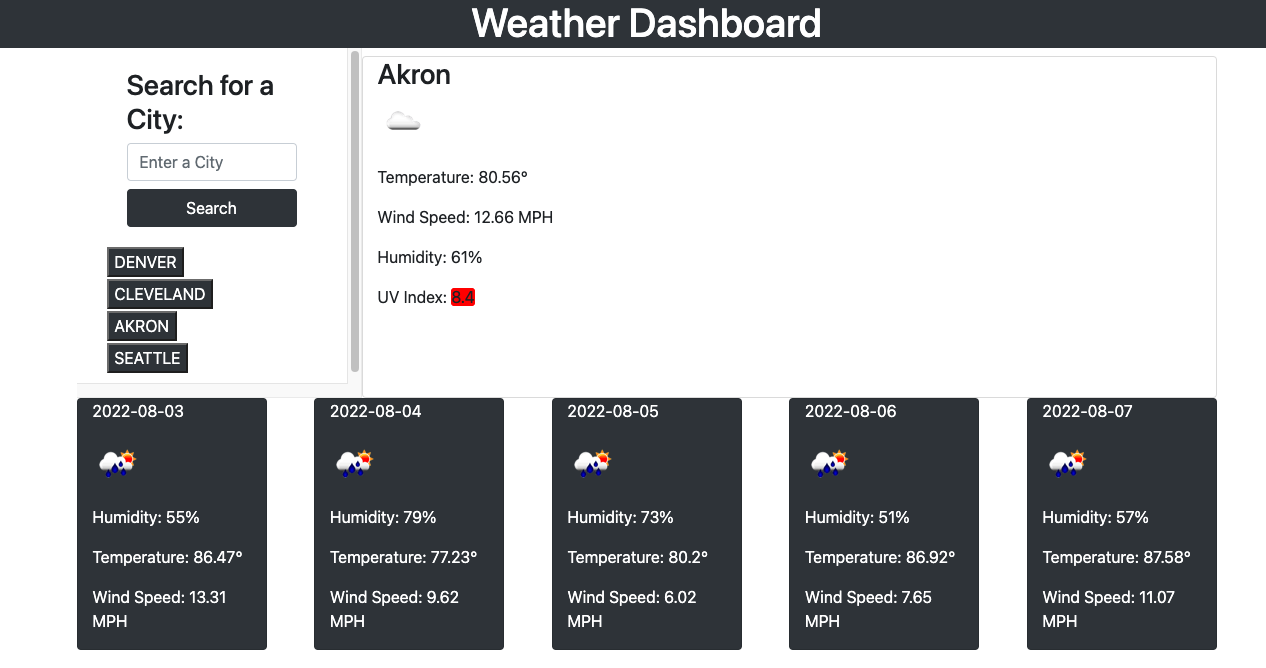 Weather Dashboard
Search for a
City:
Enter a City
Search
DENVER
CLEVELAND
AKRON
SEATTLE
Akron
Temperature: 80.56°
Wind Speed: 12.66 MPH
Humidity: 61%
UV Index: 8.4
2022-08-03
Humidity: 55%
Temperature: 86.47°
Wind Speed: 13.31
MPH
2022-08-04
Humidity: 79%
Temperature: 77.23°
Wind Speed: 9.62
MPH
2022-08-05
Humidity: 73%
Temperature: 80.2°
Wind Speed: 6.02
MPH
2022-08-06
Humidity: 51%
Temperature: 86.92°
Wind Speed: 7.65
MPH
2022-08-07
Humidity: 57%
Temperature: 87.58°
Wind Speed: 11.07
MPH